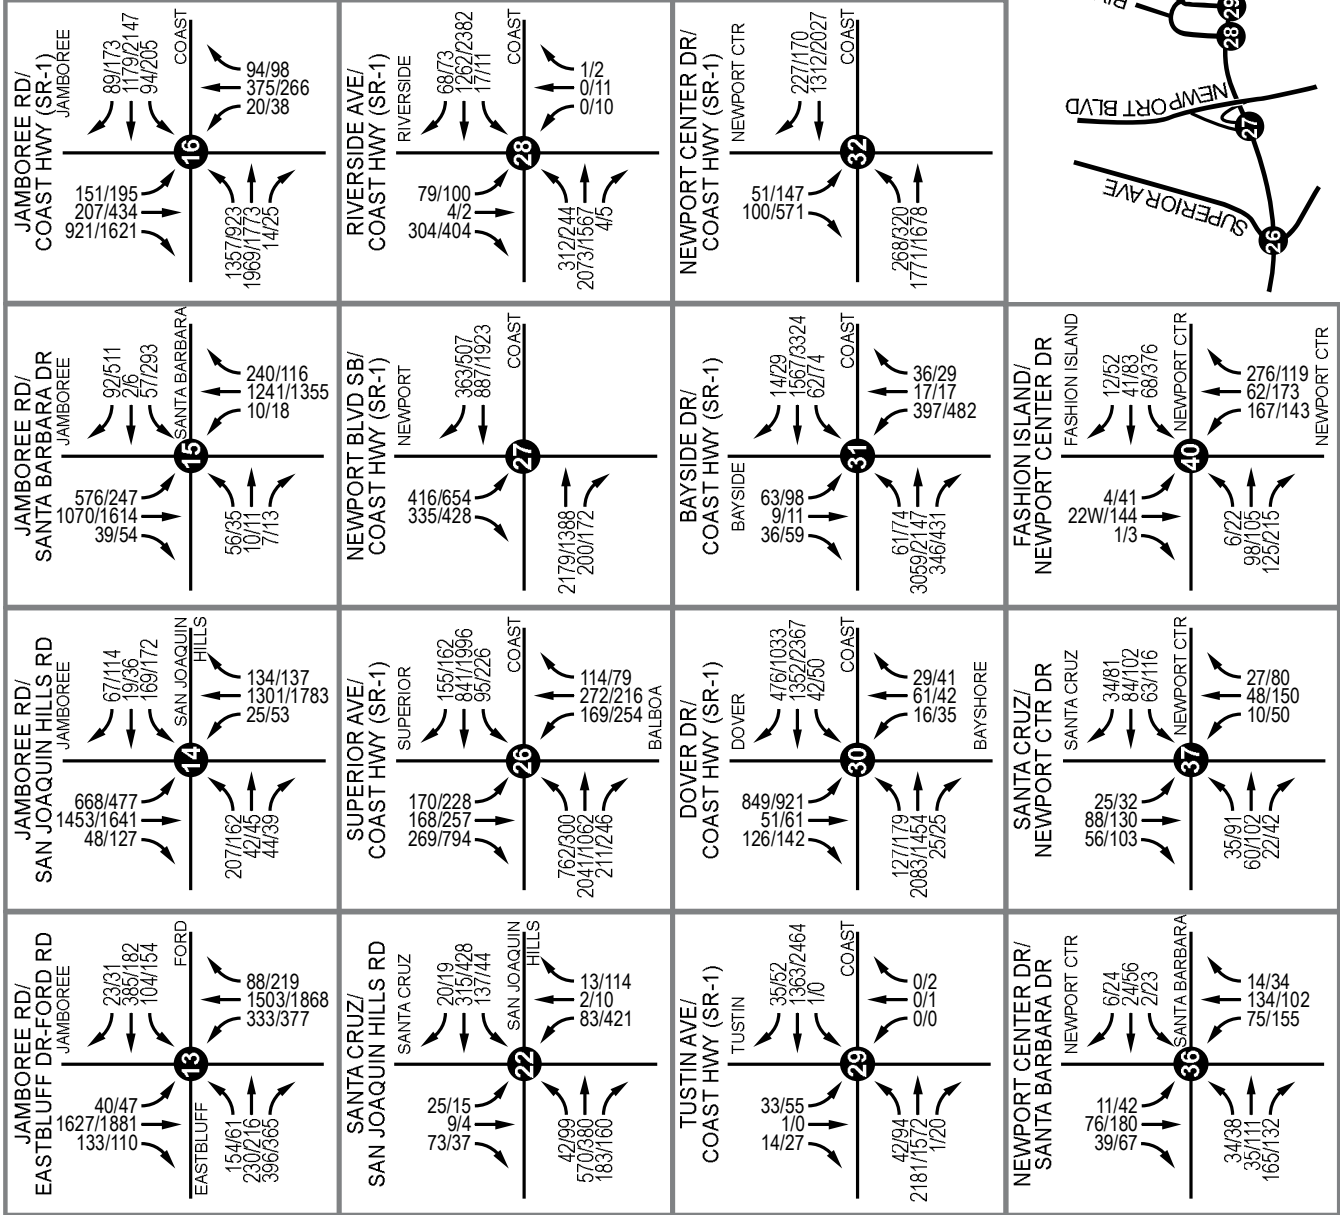 JAMBOREE RD/
COAST HWY (SR-1)
JAMBOREE
COAST
89/173
1179/2147
94/205
94/98
375/266
20/38
16
151/195
207/434
921/1621
1357/923
1969/1773
14/25
RIVERSIDE AVE/
COAST HWY (SR-1)
RIVERSIDE
COAST
68/73
1262/2382
17/11
1/2
0/11
0/10
28
79/100
4/2
304/404
312/244
2073/1567
4/5
NEWPORT CENTER DR/
COAST HWY (SR-1)
NEWPORT CTR
COAST
227/170
1312/2027
32
51/147
100/571
268/320
1771/1678
29
28
NEWPORT BLVD
27
SUPERIOR AVE
26
JAMBOREE RD/
SANTA BARBARA DR
JAMBOREE
SANTA BARBARA
92/511
2/6
57/293
240/116
1241/1355
10/18
15
576/247
1070/1614
39/54
56/35
10/11
7/13
NEWPORT BLVD SB/
COAST HWY (SR-1)
NEWPORT
COAST
363/507
887/1923
27
416/654
335/428
2179/1388
200/172
BAYSIDE DR/
COAST HWY (SR-1)
BAYSIDE
COAST
14/29
1567/3324
62/74
36/29
17/17
397/482
31
63/98
9/11
36/59
61/74
3059/2147
346/431
FASHION ISLAND/
NEWPORT CENTER DR
FASHION ISLAND
NEWPORT CTR
12/52
41/83
68/376
276/119
62/173
167/143
NEWPORT CTR
40
4/41
22W/144
1/3
6/22
98/105
125/215
JAMBOREE RD/
SAN JOAQUIN HILLS RD
JAMBOREE
SAN JOAQUIN
HILLS
67/114
19/36
169/172
134/137
1301/1783
25/53
14
668/477
1453/1641
48/127
207/162
42/45
44/39
SUPERIOR AVE/
COAST HWY (SR-1)
SUPERIOR
COAST
155/162
841/1996
95/226
114/79
272/216
169/254
BALBOA
26
170/228
168/257
269/794
762/300
2041/1062
211/246
DOVER DR/
COAST HWY (SR-1)
DOVER
COAST
476/1033
1352/2367
42/50
29/41
61/42
16/35
BAYSHORE
30
849/921
51/61
126/142
127/179
2083/1454
25/25
SANTA CRUZ/
NEWPORT CTR DR
SANTA CRUZ
NEWPORT CTR
34/81
84/102
63/116
27/80
48/150
10/50
37
25/32
88/130
56/103
35/91
60/102
22/42
JAMBOREE RD/
EASTBLUFF DR-FORD RD
JAMBOREE
FORD
23/31
385/182
104/154
88/219
1503/1868
333/377
13
40/47
1627/1881
133/110
EASTBLUFF
154/61
230/216
396/365
SANTA CRUZ/
SAN JOAQUIN HILLS RD
SANTA CRUZ
SAN JOAQUIN
HILLS
20/19
315/428
137/44
13/114
2/10
83/421
22
25/15
9/4
73/37
42/99
570/380
183/160
TUSTIN AVE/
COAST HWY (SR-1)
TUSTIN
COAST
35/52
1363/2464
1/0
0/2
0/1
0/0
29
33/55
1/0
14/27
42/94
2181/1572
1/20
NEWPORT CENTER DR/
SANTA BARBARA DR
NEWPORT CTR
SANTA BARBARA
6/24
24/56
2/23
14/34
134/102
75/155
36
11/42
76/180
39/67
34/38
35/111
165/132